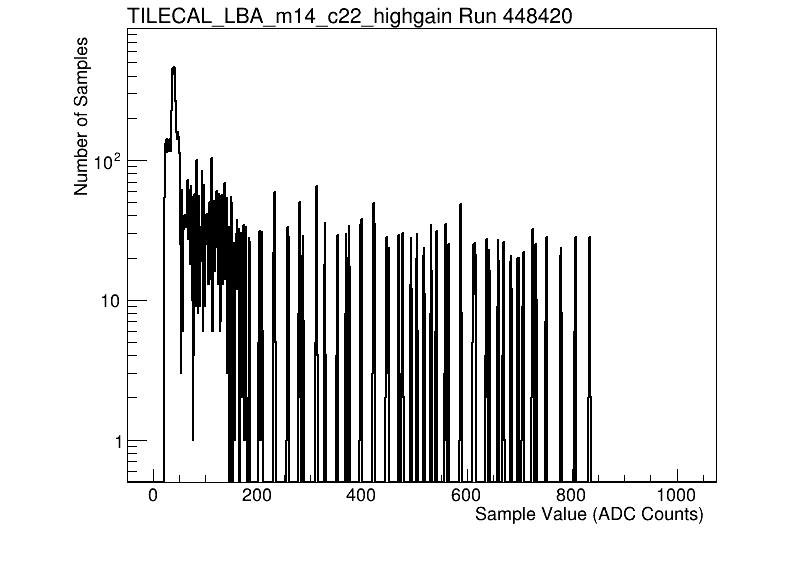 TILECAL_LBA_m14_c22_highgain Run 448420
Number of Samples
10²
10
1
0 200 400 600 800 1000
Sample Value (ADC Counts)